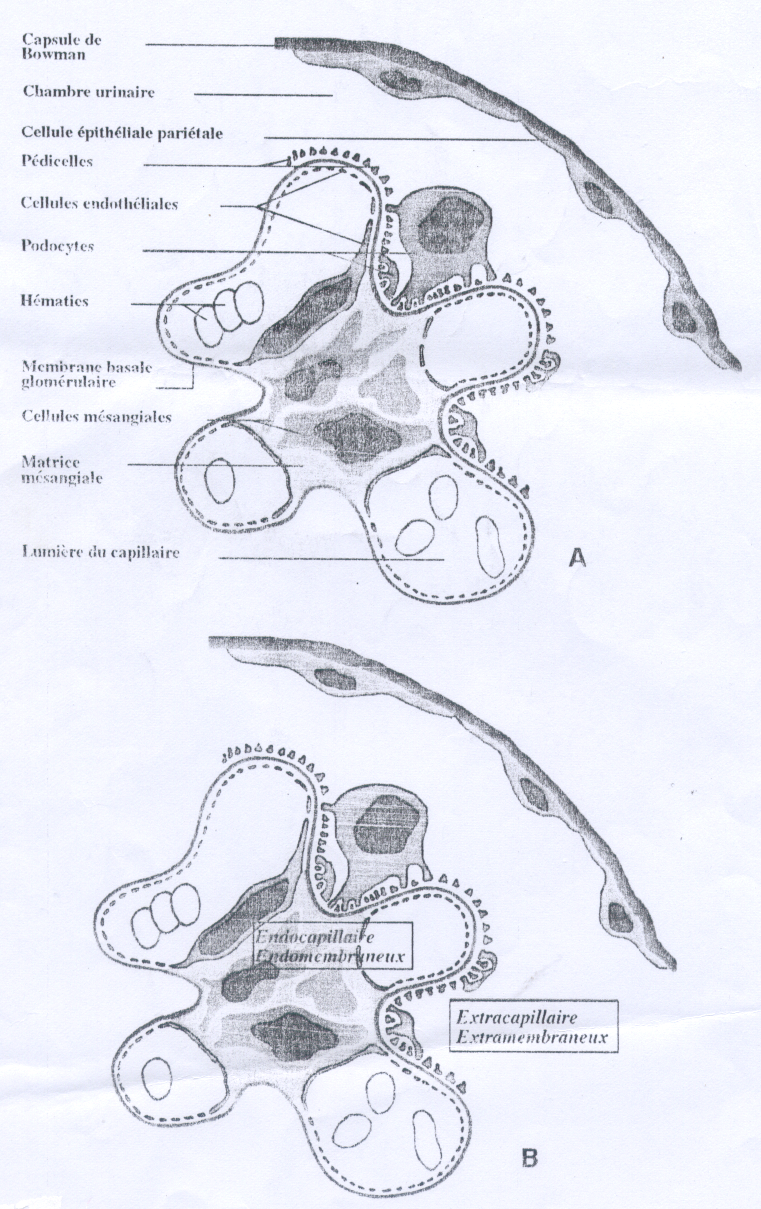 Capsule de
Bowman
Chambre urinaire
Cellule épithéliale pariétale
Pédicelles
Cellules endothéliales
Podocytes
Hématies
Membrane basale
glomérulaire
Cellules mésangiales
Matrice
mésangiale
Lumière du capillaire
A
Endocapillaire
Endomembraneux
Extracapillaire
Extramembraneux
B